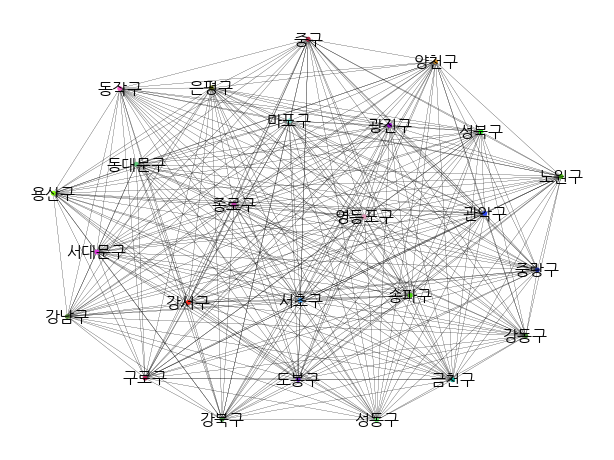 중구
양천구
동작구
은평구
마포구
광진구
성북구
동대문구
노원구
용산구
종로구
영등포구
관악구
서대문구
중랑구
강서구
서초구
송파구
강남구
강동구
구로구
도봉구
금천구
강북구
성동구